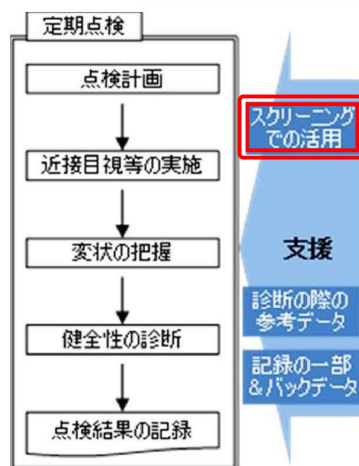 定期点検
点検計画
スクリーニング
での活用
近接目視等の実施
変状の把握
支援
診断の際の
参考データ
健全性の診断
記録の一部
&バックデータ
点検結果の記録